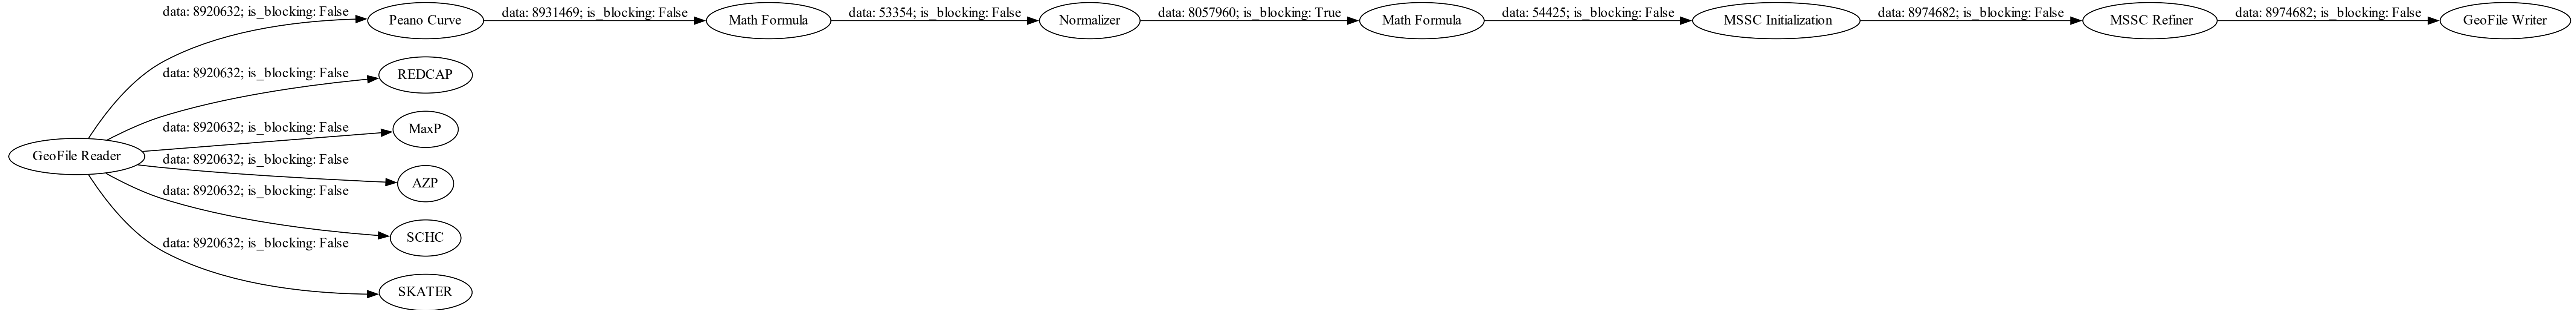 data: 8920632; is_blocking: False
Peano Curve
data: 8931469; is_blocking: False
Math Formula
data: 53354; is_blocking: False
Normalizer
data: 8057960; is_blocking: True
Math Formula
data: 54425; is_blocking: False
MSSC Initialization
data: 8974682; is_blocking: False
MSSC Refiner
data: 8974682; is_blocking: False
GeoFile Writer
data: 8920632; is_blocking: False
REDCAP
data: 8920632; is_blocking: False
MaxP
GeoFile Reader
data: 8920632; is_blocking: False
AZP
data: 8920632; is_blocking: False
SCHC
data: 8920632; is_blocking: False
SKATER